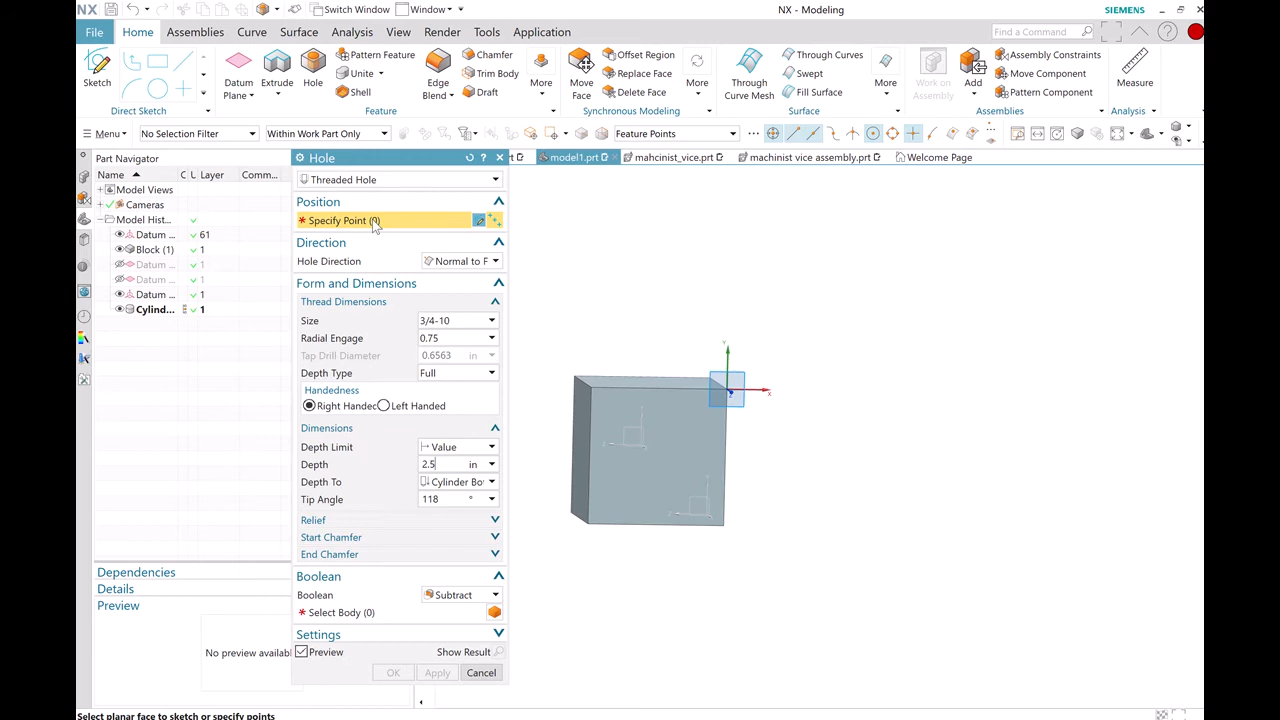 NX Switch Window Window NX - Modeling SIEMENS
File Home Assemblies Curve Surface Analysis View Render Tools Application Find a Command
Sketch
Datum Plane
Extrude
Hole
Pattern Feature
Unite
Shell
Edge Blend
Chamfer
Trim Body
Draft
More
Move Face
Offset Region
Replace Face
Delete Face
More
Through Curve Mesh
Through Curves
Swept
Fill Surface
More
Work on Assembly
Add
Assembly Constraints
Move Component
Pattern Component
Measure
Direct Sketch Feature Synchronous Modeling Surface Assemblies Analysis
Menu No Selection Filter Within Work Part Only Feature Points
Part Navigator
Name C L Layer Comm...
Model Views
Cameras
Model Hist...
Datum ... 61
Block (1) 1
Datum ... 1
Datum ... 1
Datum ... 1
Cylind... 1
Dependencies
Details
Preview
No preview availabl
Hole
rt model1.prt mahcinist_vice.prt machinist vice assembly.prt Welcome Page
Threaded Hole
Position
* Specify Point (0)
Direction
Hole Direction Normal to F
Form and Dimensions
Thread Dimensions
Size 3/4-10
Radial Engage 0.75
Tap Drill Diameter 0.6563 in
Depth Type Full
Handedness
Right Handec Left Handed
Dimensions
Depth Limit Value
Depth 2.5 in
Depth To Cylinder Bo
Tip Angle 118 °
Relief
Start Chamfer
End Chamfer
Boolean
Boolean Subtract
* Select Body (0)
Settings
Preview Show Result
OK Apply Cancel
Y
X
Z
Select planar face to sketch or specify points